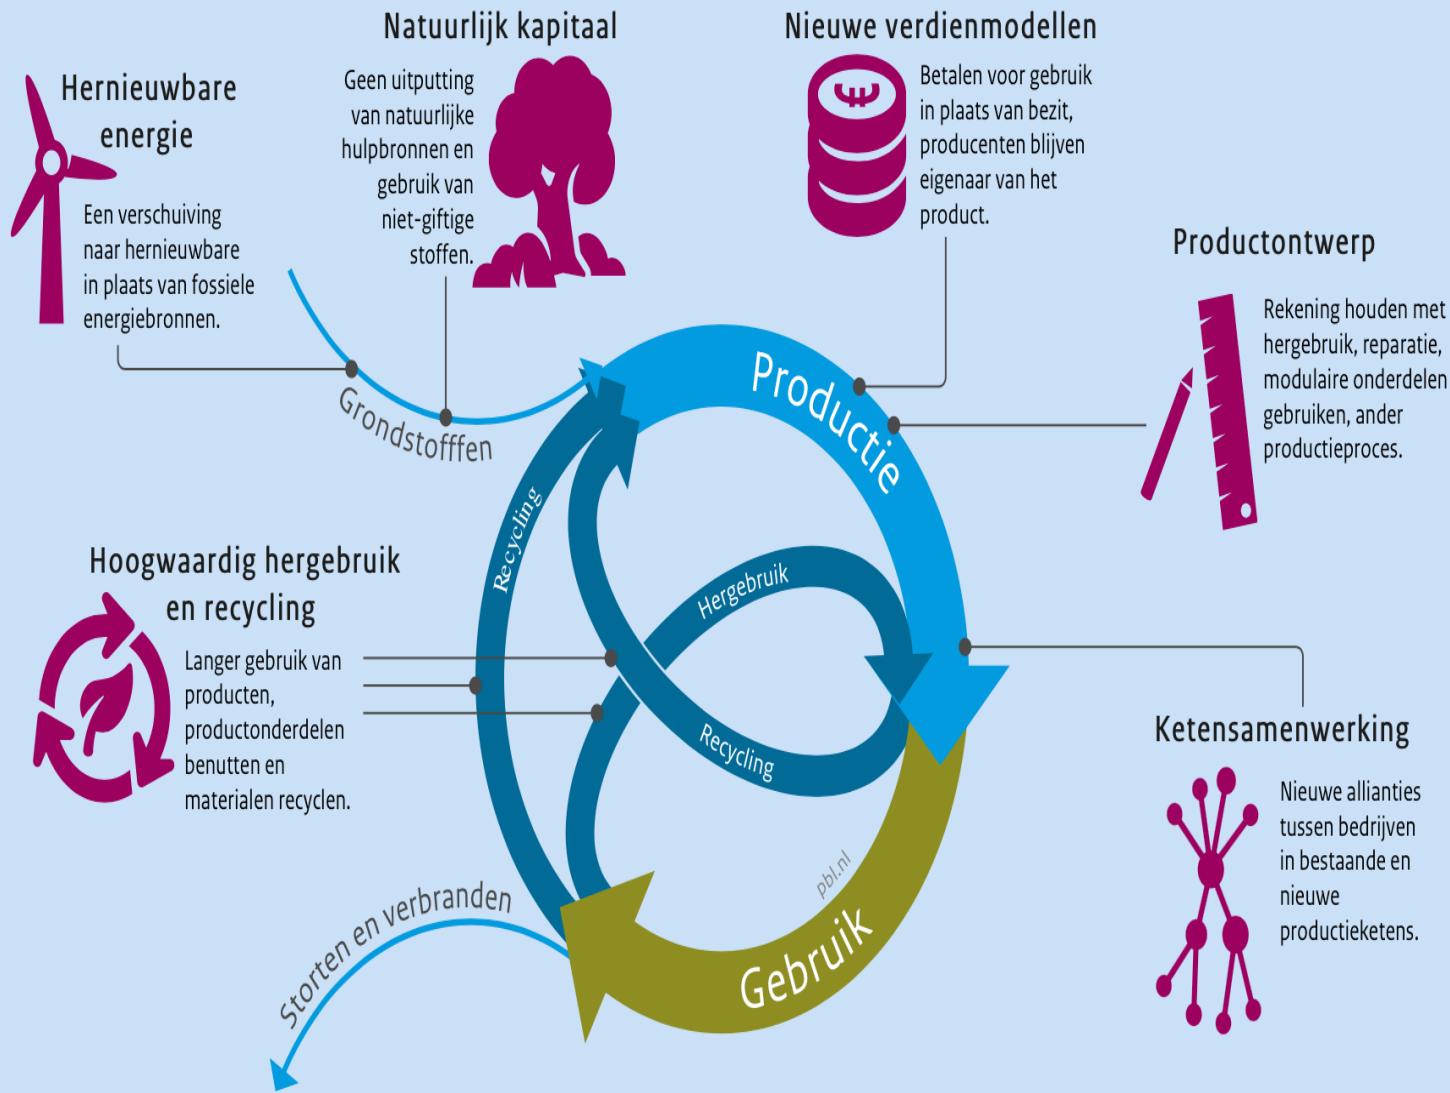 Natuurlijk kapitaal
Geen uitputting
van natuurlijke
hulpbronnen en
gebruik van
niet-giftige
stoffen.
Nieuwe verdienmodellen
Betalen voor gebruik
in plaats van bezit,
producenten blijven
eigenaar van het
product.
Hernieuwbare
energie
Een verschuiving
naar hernieuwbare
in plaats van fossiele
energiebronnen.
Productontwerp
Rekening houden met
hergebruik, reparatie,
modulaire onderdelen
gebruiken, ander
productieproces.
Grondstofffen
Productie
Recycling
Hergebruik
Recycling
Hoogwaardig hergebruik
en recycling
Langer gebruik van
producten,
productonderdelen
benutten en
materialen recyclen.
Ketensamenwerking
Nieuwe allianties
tussen bedrijven
in bestaande en
nieuwe
productieketens.
pbl.nl
Gebruik
Storten en verbranden